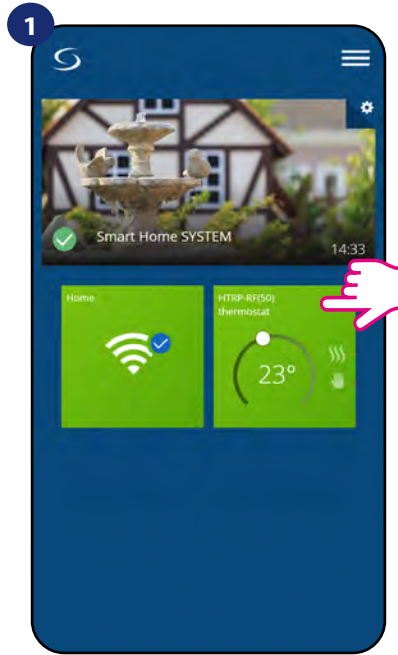 1
Smart Home SYSTEM
14:33
Home
HTRP-RF(50)
thermostat
23°